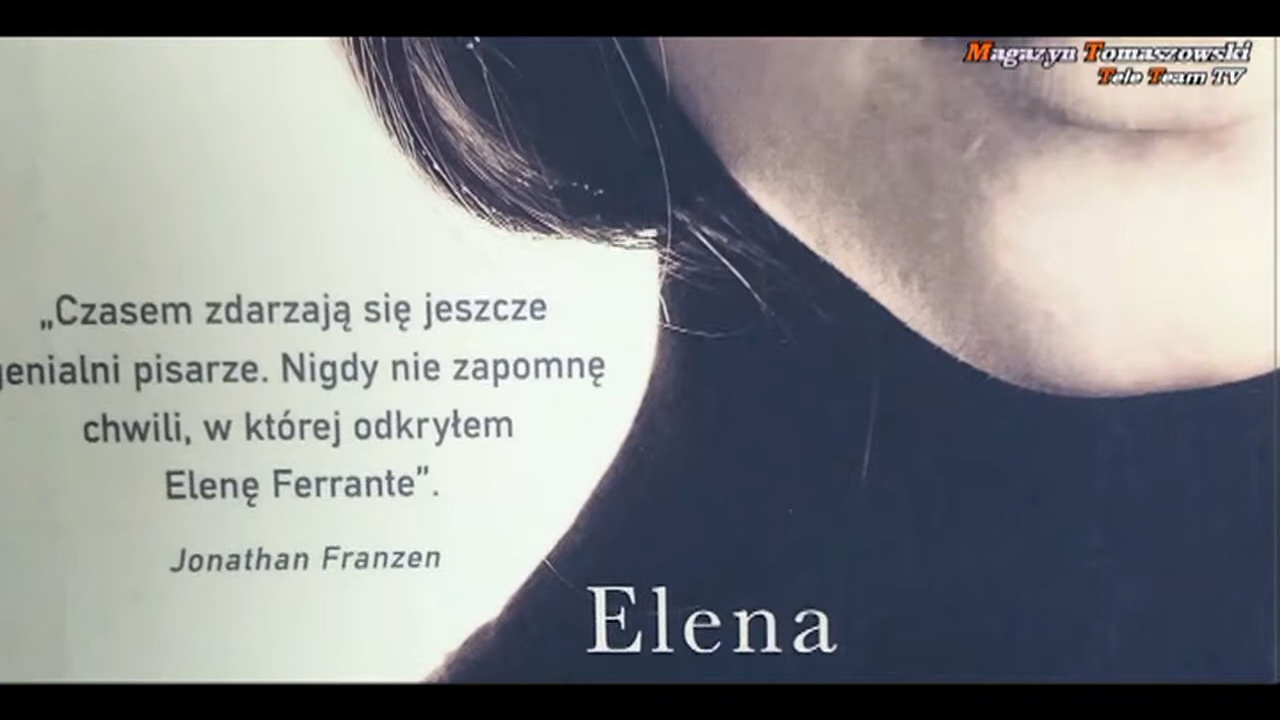 Magazyn Tomaszowski
Tele Team TV
„Czasem zdarzają się jeszcze
genialni pisarze. Nigdy nie zapomnę
chwili, w której odkryłem
Elenę Ferrante”.
Jonathan Franzen
Elena